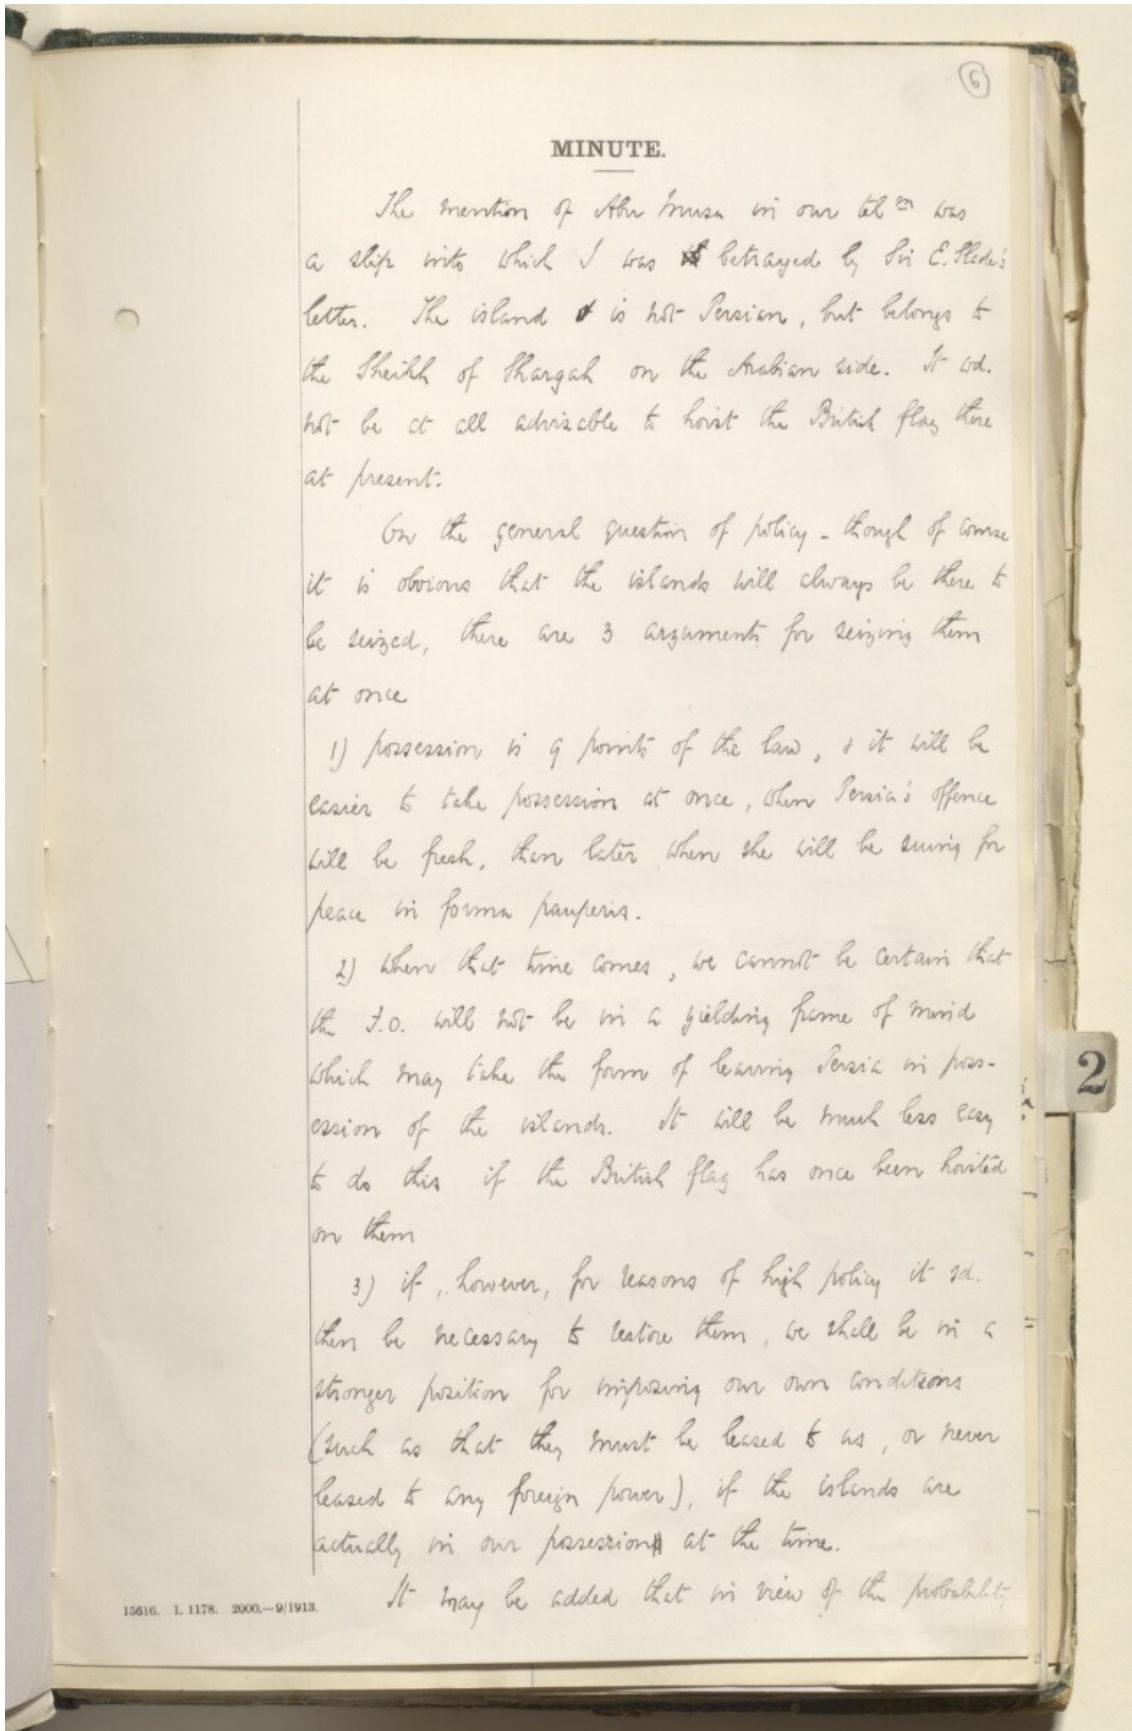 6
MINUTE.
The mention of Abu Musa in our telm was
a slip into which I was betrayed by Sir E. Slade's
letter. The island is not Persian, but belongs to
the Sheikh of Shargah on the Arabian side. It wd.
not be at all advisable to hoist the British flag there
at present.
On the general question of policy - though of course
it is obvious that the islands will always be there to
be seized, there are 3 arguments for seizing them
at once
1) possession is 9 points of the law, & it will be
easier to take possession at once, when Persia's offence
will be fresh, than later when she will be suing for
peace in forma pauperis.
2) when that time comes, we cannot be certain that
the F.O. will not be in a yielding frame of mind
which may take the form of leaving Persia in poss-
ession of the islands. It will be much less easy
to do this if the British flag has once been hoisted
on them
3) if, however, for reasons of high policy it sd.
then be necessary to restore them, we shall be in a
stronger position for imposing our own conditions
(such as that they must be leased to us, or never
leased to any foreign power), if the islands are
actually in our possession at the time.
It may be added that in view of the probability
15616. I. 1178. 2000.—9/1913.
2